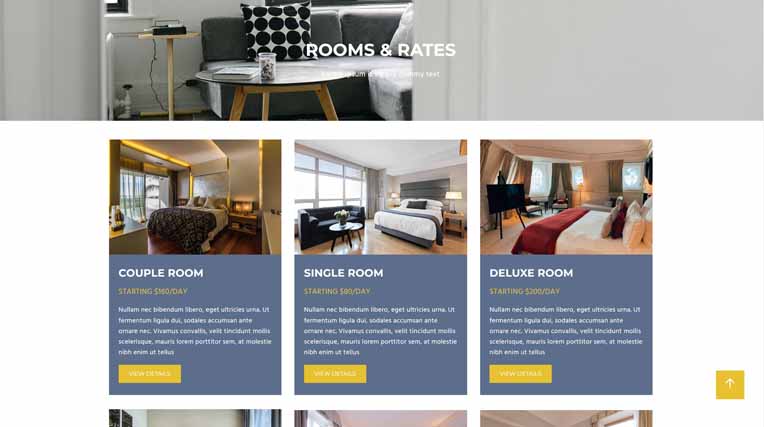 ROOMS & RATES
Lorem ipsum dummy text
COUPLE ROOM
STARTING $160/DAY
Nullam nec bibendum libero, eget ultricies urna. Ut
fermentum ligula dui, sodales accumsan ante
ornare nec. Vivamus convallis, velit tincidunt mollis
scelerisque, mauris lorem porttitor sem, at molestie
nibh enim ut tellus
VIEW DETAILS
SINGLE ROOM
STARTING $80/DAY
Nullam nec bibendum libero, eget ultricies urna. Ut
fermentum ligula dui, sodales accumsan ante
ornare nec. Vivamus convallis, velit tincidunt mollis
scelerisque, mauris lorem porttitor sem, at molestie
nibh enim ut tellus
VIEW DETAILS
DELUXE ROOM
STARTING $200/DAY
Nullam nec bibendum libero, eget ultricies urna. Ut
fermentum ligula dui, sodales accumsan ante
ornare nec. Vivamus convallis, velit tincidunt mollis
scelerisque, mauris lorem porttitor sem, at molestie
nibh enim ut tellus
VIEW DETAILS